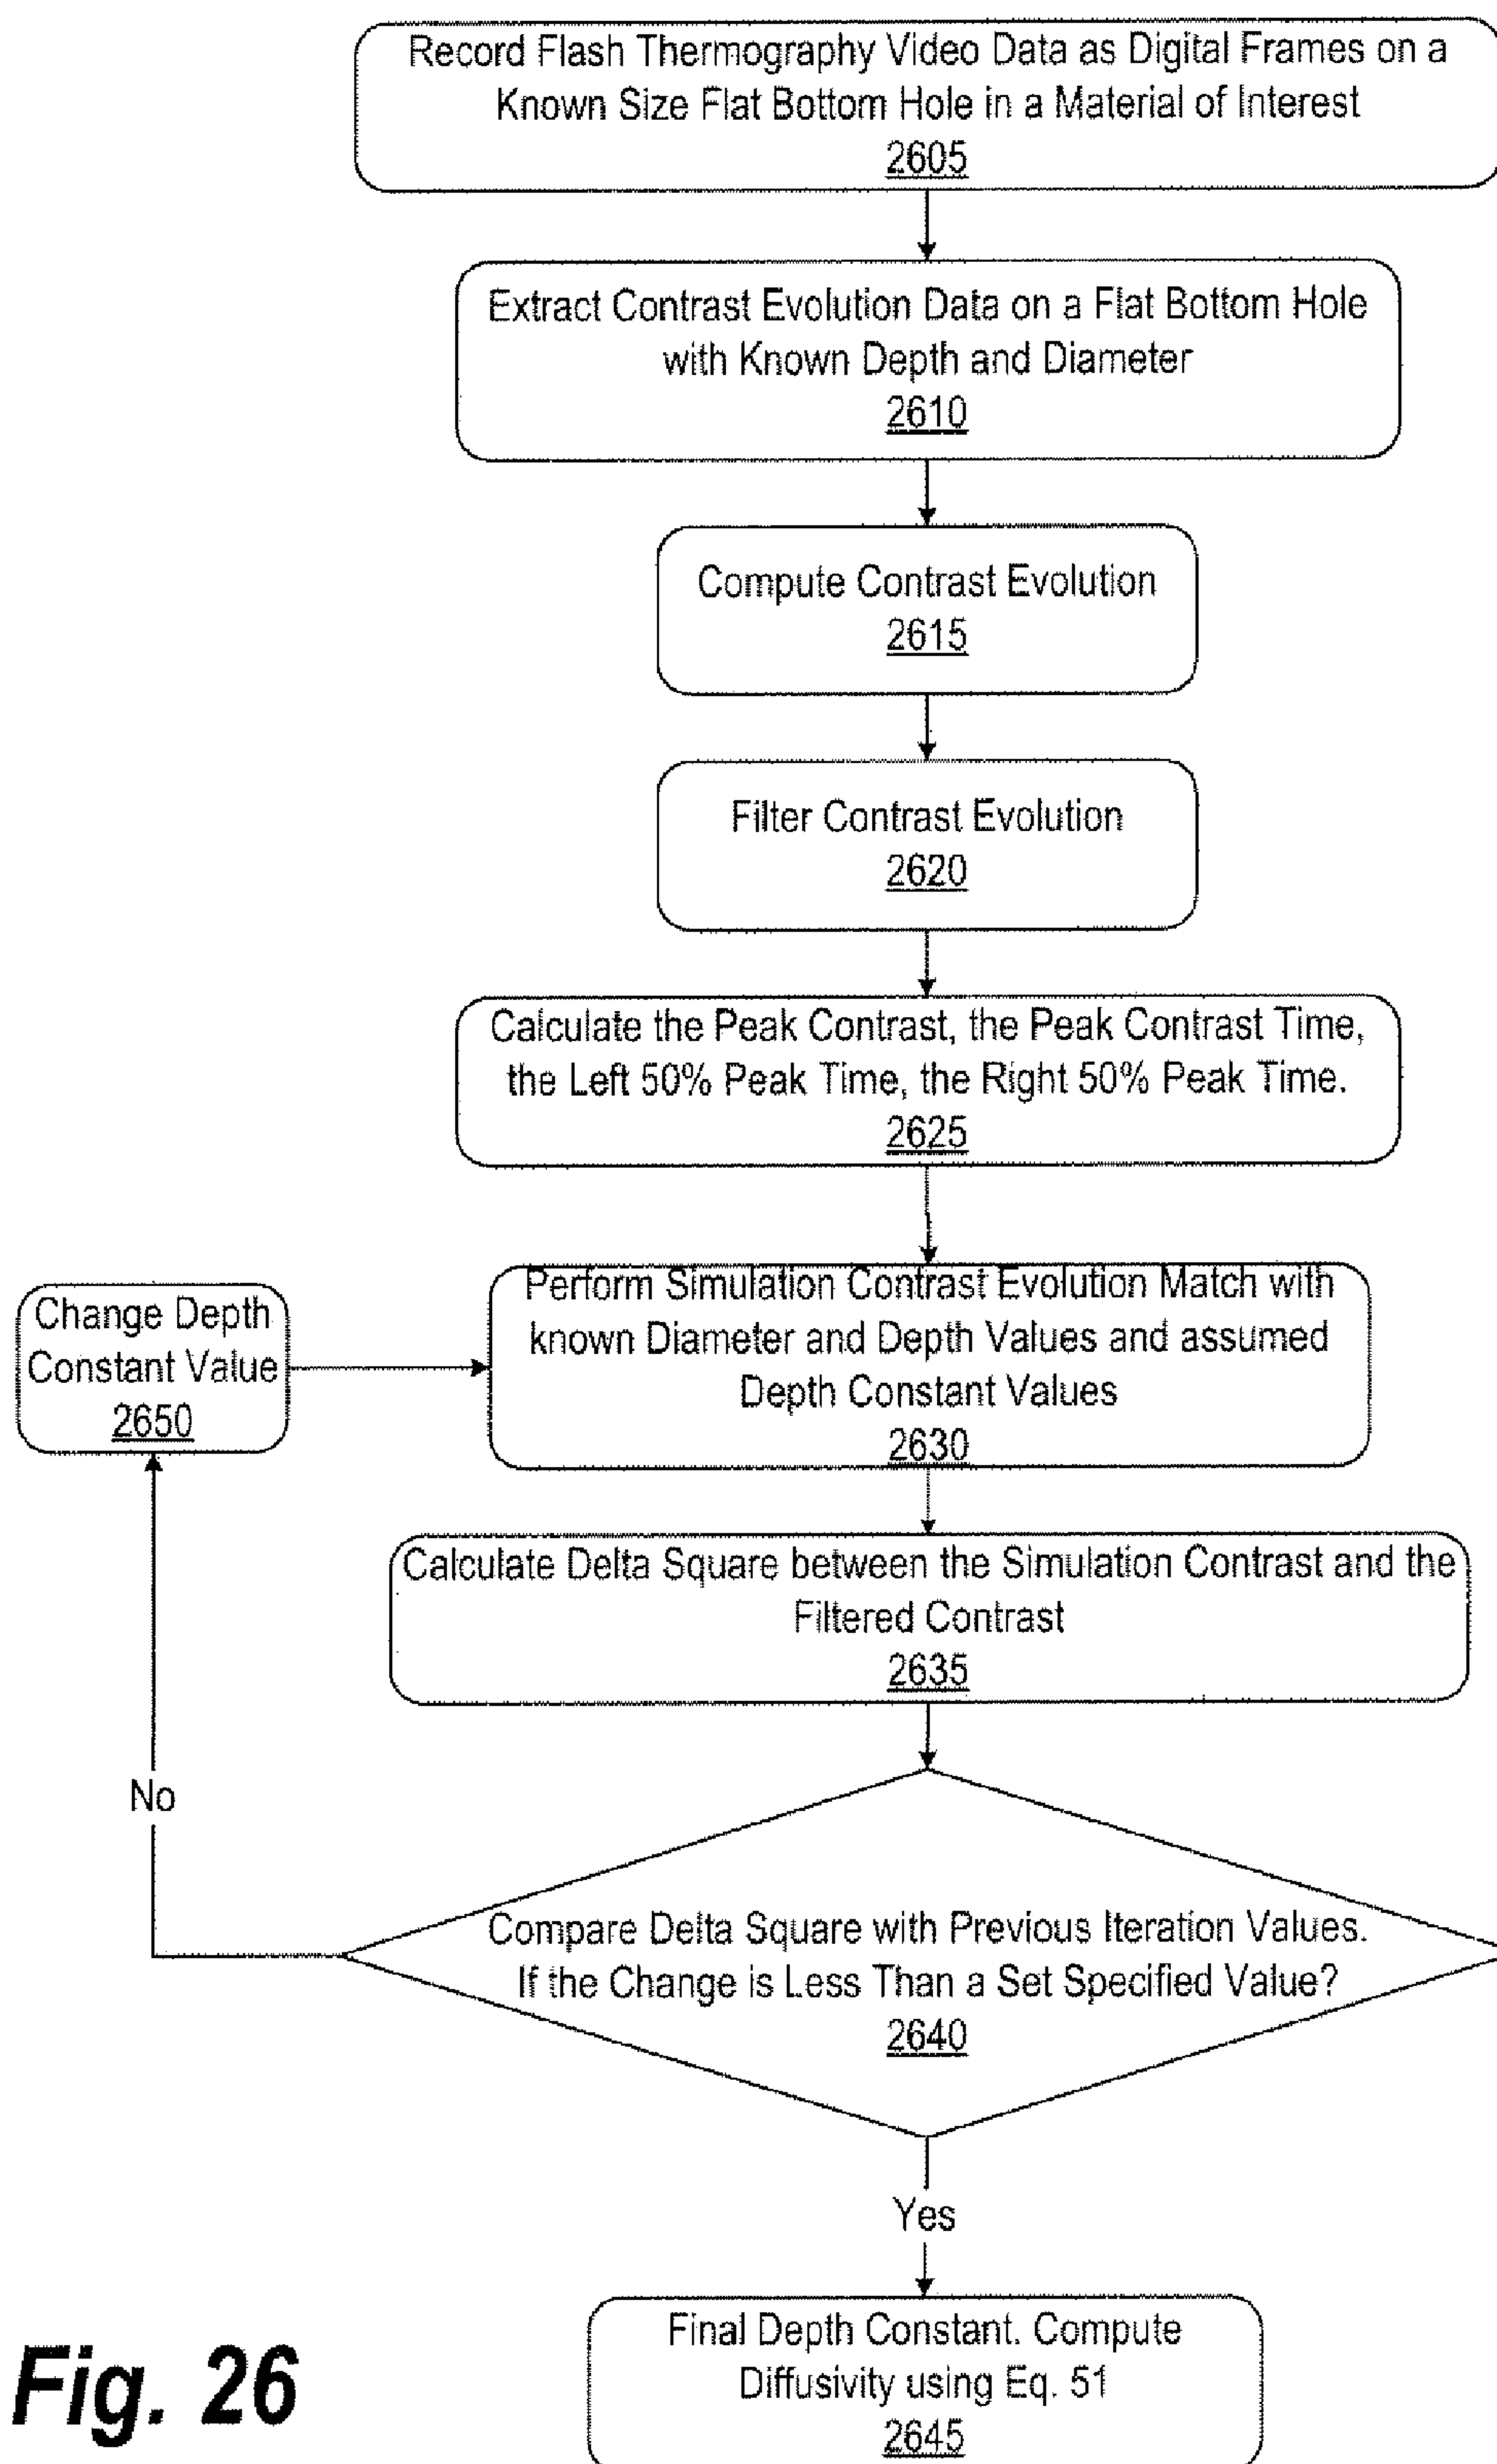 Record Flash Thermography Video Data as Digital Frames on a
Known Size Flat Bottom Hole in a Material of Interest
2605
Extract Contrast Evolution Data on a Flat Bottom Hole
with Known Depth and Diameter
2610
Compute Contrast Evolution
2615
Filter Contrast Evolution
2620
Calculate the Peak Contrast, the Peak Contrast Time,
the Left 50% Peak Time, the Right 50% Peak Time.
2625
Change Depth
Constant Value
2650
Perform Simulation Contrast Evolution Match with
known Diameter and Depth Values and assumed
Depth Constant Values
2630
Calculate Delta Square between the Simulation Contrast and the
Filtered Contrast
2635
No
Compare Delta Square with Previous Iteration Values.
If the Change is Less Than a Set Specified Value?
2640
Yes
Final Depth Constant. Compute
Diffusivity using Eq. 51
2645
Fig. 26